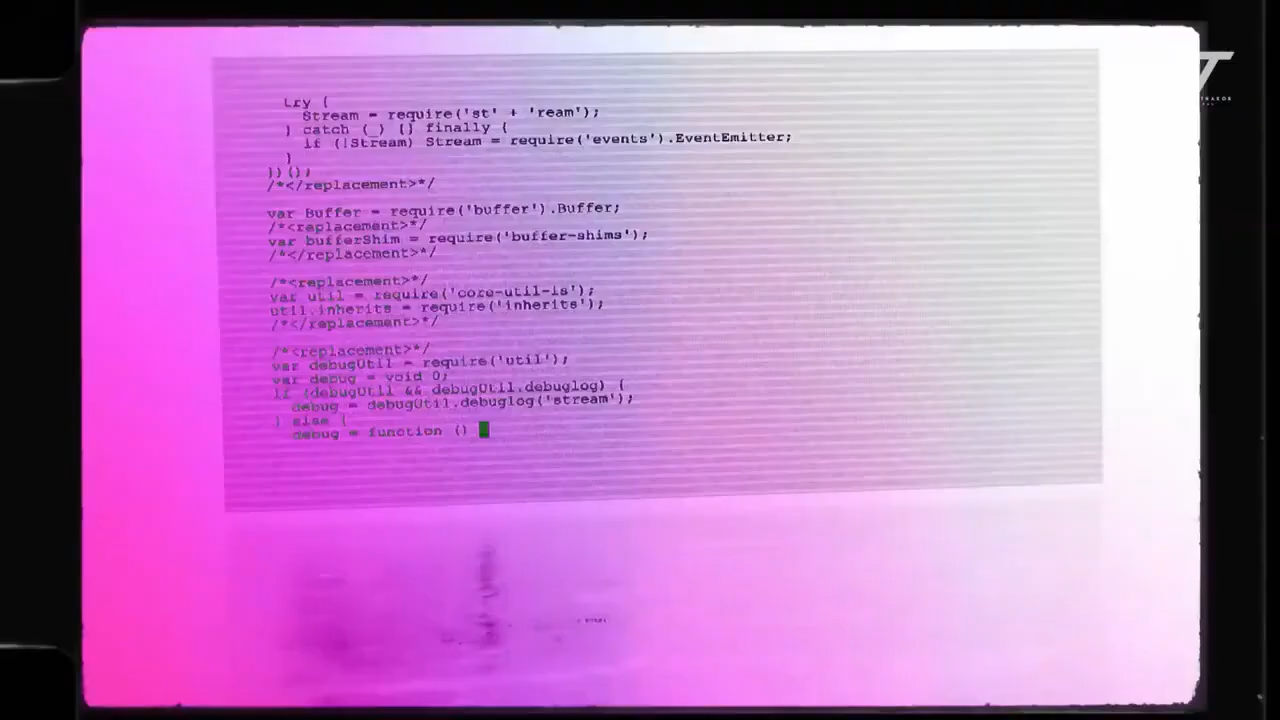 try {
Stream = require('st' + 'ream');
} catch (_) {} finally {
if (!Stream) Stream = require('events').EventEmitter;
}
})();
/*</replacement>*/
var Buffer = require('buffer').Buffer;
/*<replacement>*/
var bufferShim = require('buffer-shims');
/*</replacement>*/
/*<replacement>*/
var util = require('core-util-is');
util.inherits = require('inherits');
/*</replacement>*/
/*<replacement>*/
var debugUtil = require('util');
var debug = void 0;
if (debugUtil && debugUtil.debuglog) {
debug = debugUtil.debuglog('stream');
} else {
debug = function ()